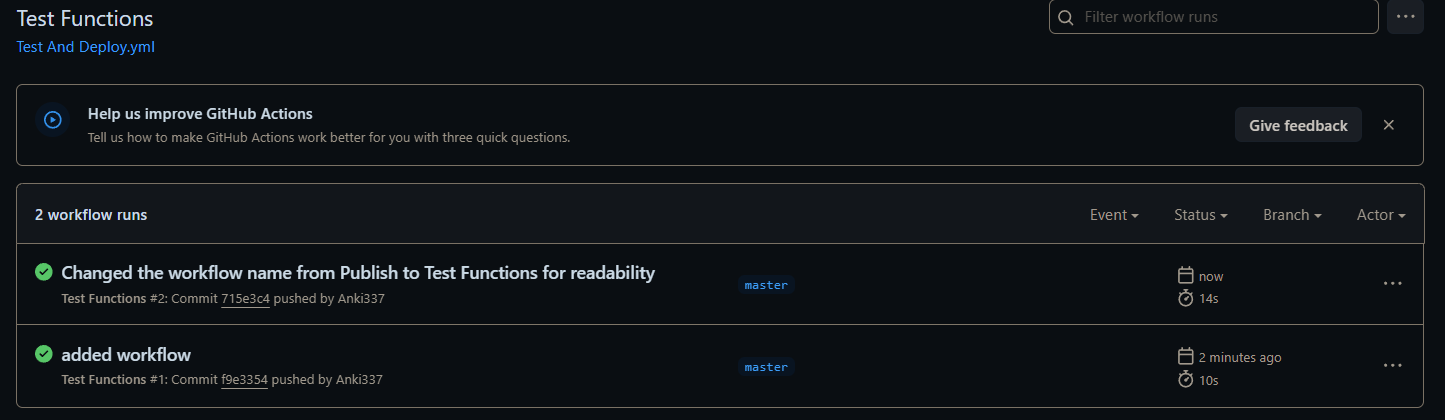 Test Functions
Filter workflow runs
Test And Deploy.yml
Help us improve GitHub Actions
Tell us how to make GitHub Actions work better for you with three quick questions.
Give feedback
2 workflow runs
Event
Status
Branch
Actor
Changed the workflow name from Publish to Test Functions for readability
Test Functions #2: Commit 715e3c4 pushed by Anki337
master
now
14s
added workflow
Test Functions #1: Commit f9e3354 pushed by Anki337
master
2 minutes ago
10s